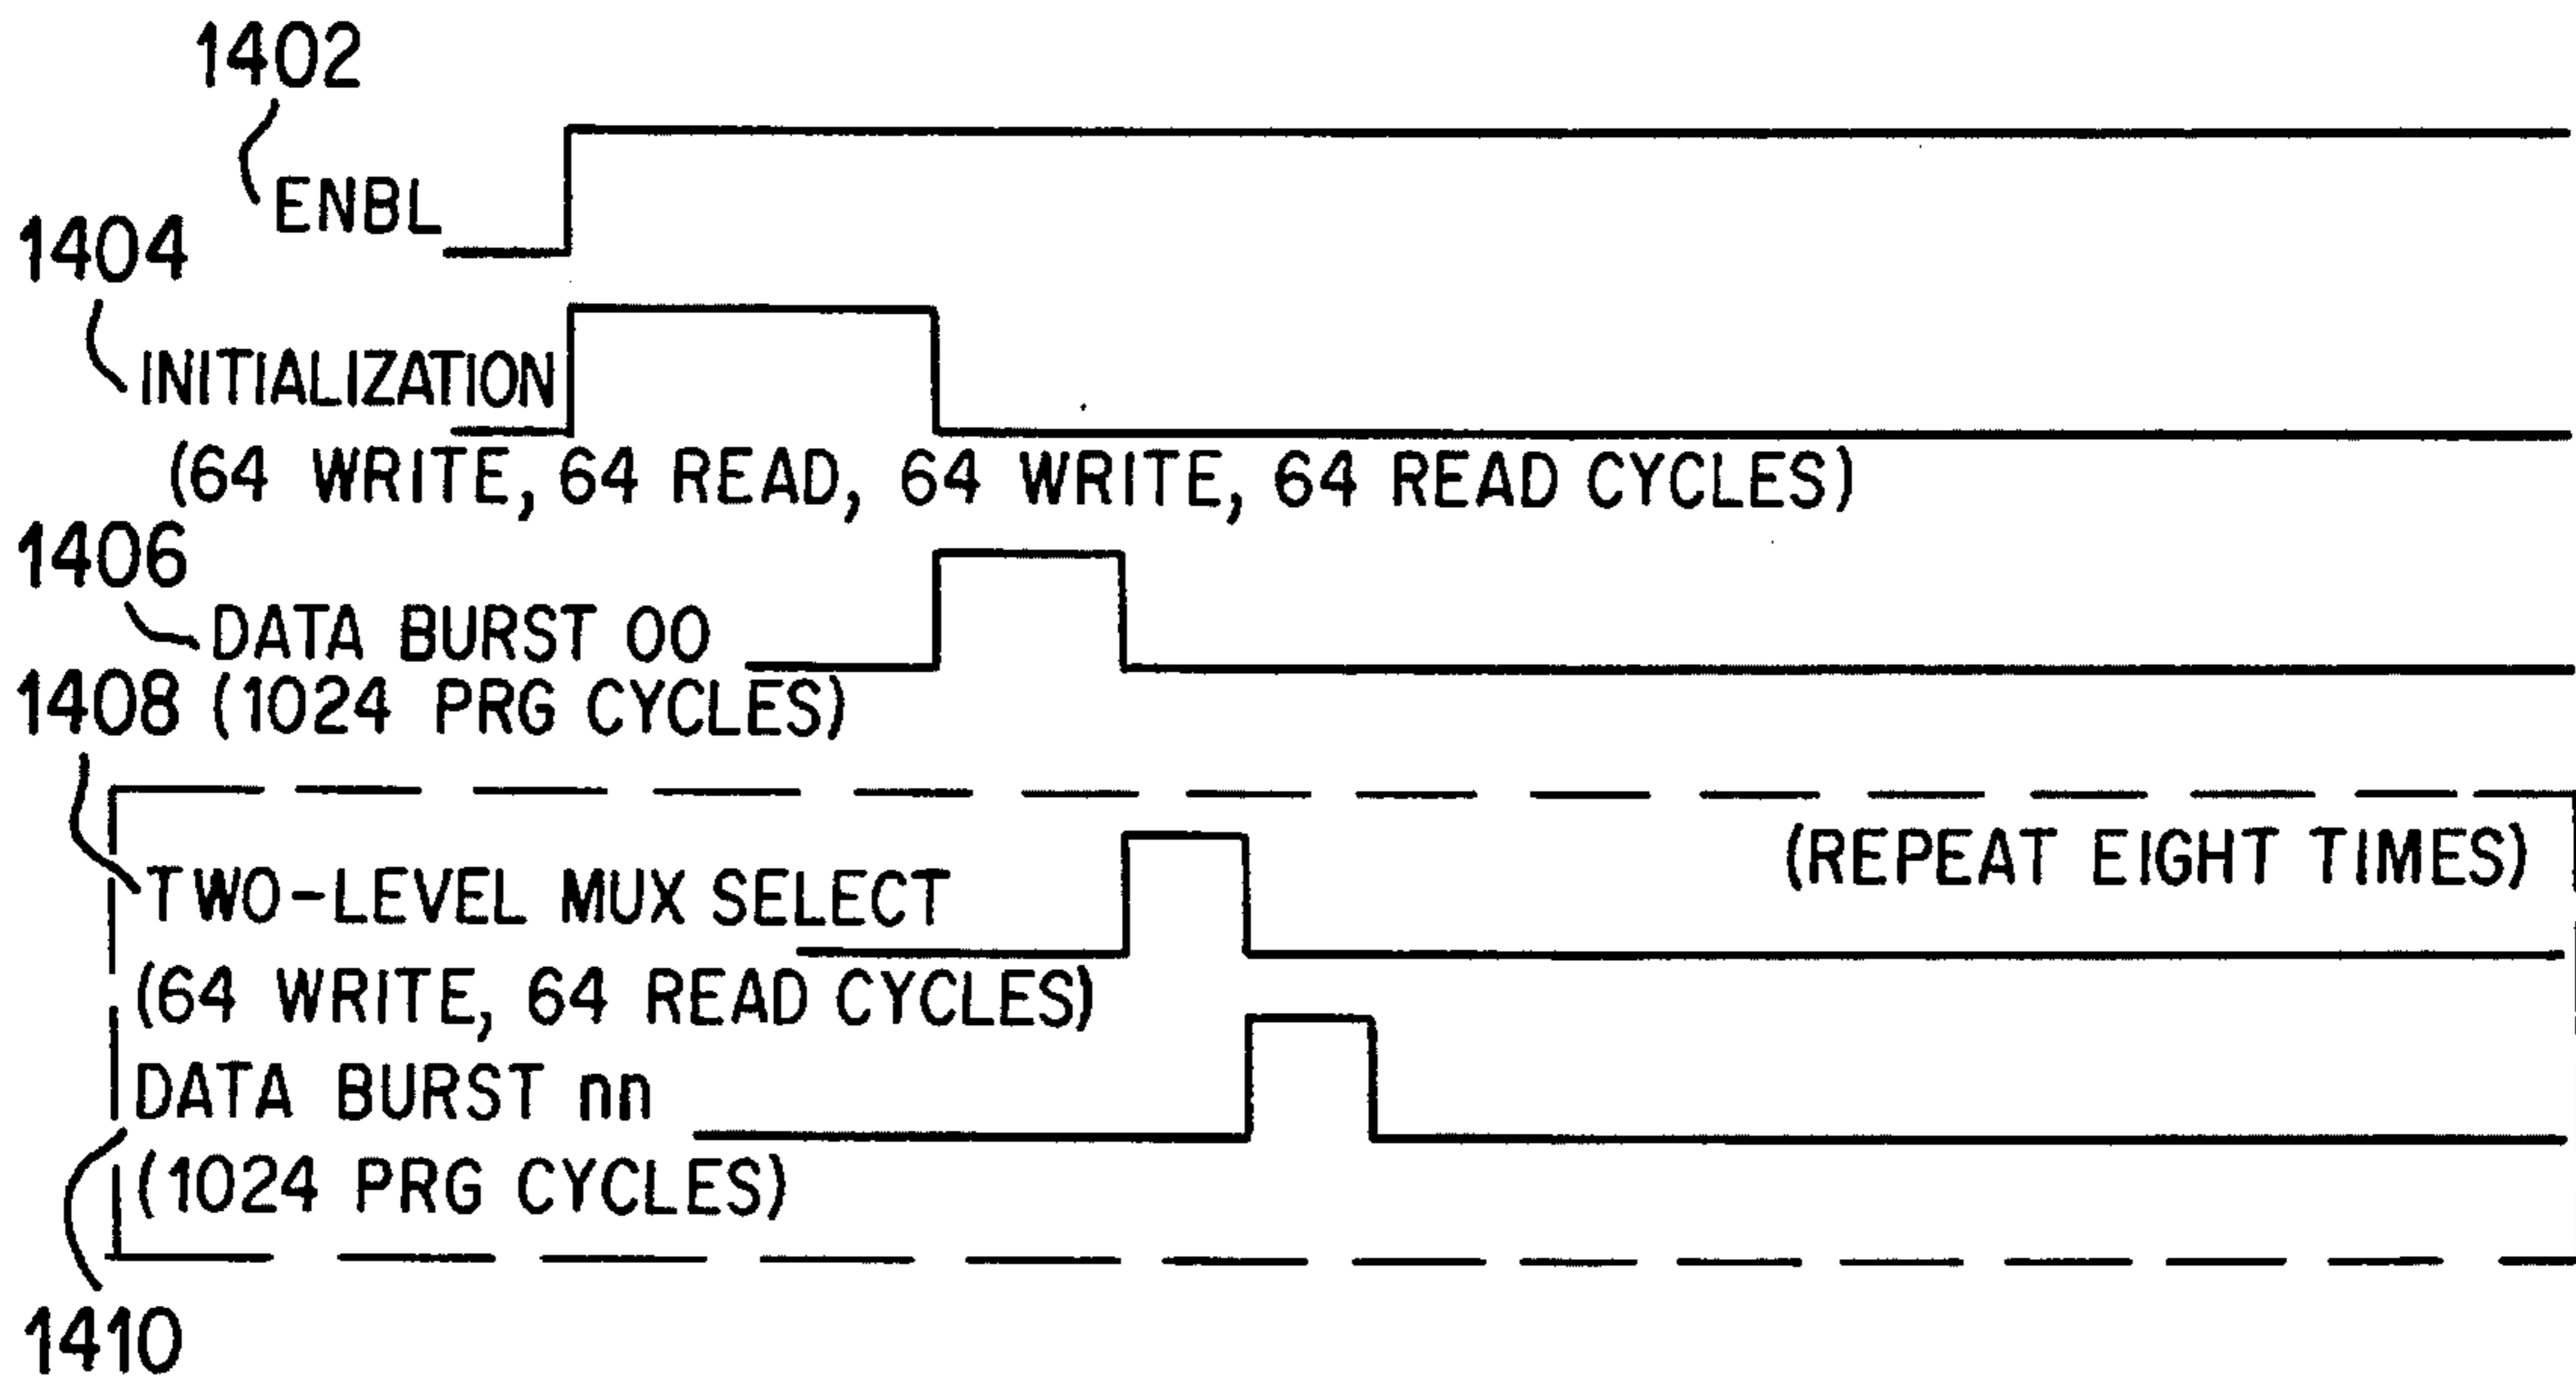 1402
ENBL
1404
INITIALIZATION
(64 WRITE, 64 READ, 64 WRITE, 64 READ CYCLES)
1406
DATA BURST 00
1408 (1024 PRG CYCLES)
(REPEAT EIGHT TIMES)
TWO-LEVEL MUX SELECT
(64 WRITE, 64 READ CYCLES)
DATA BURST nn
(1024 PRG CYCLES)
1410